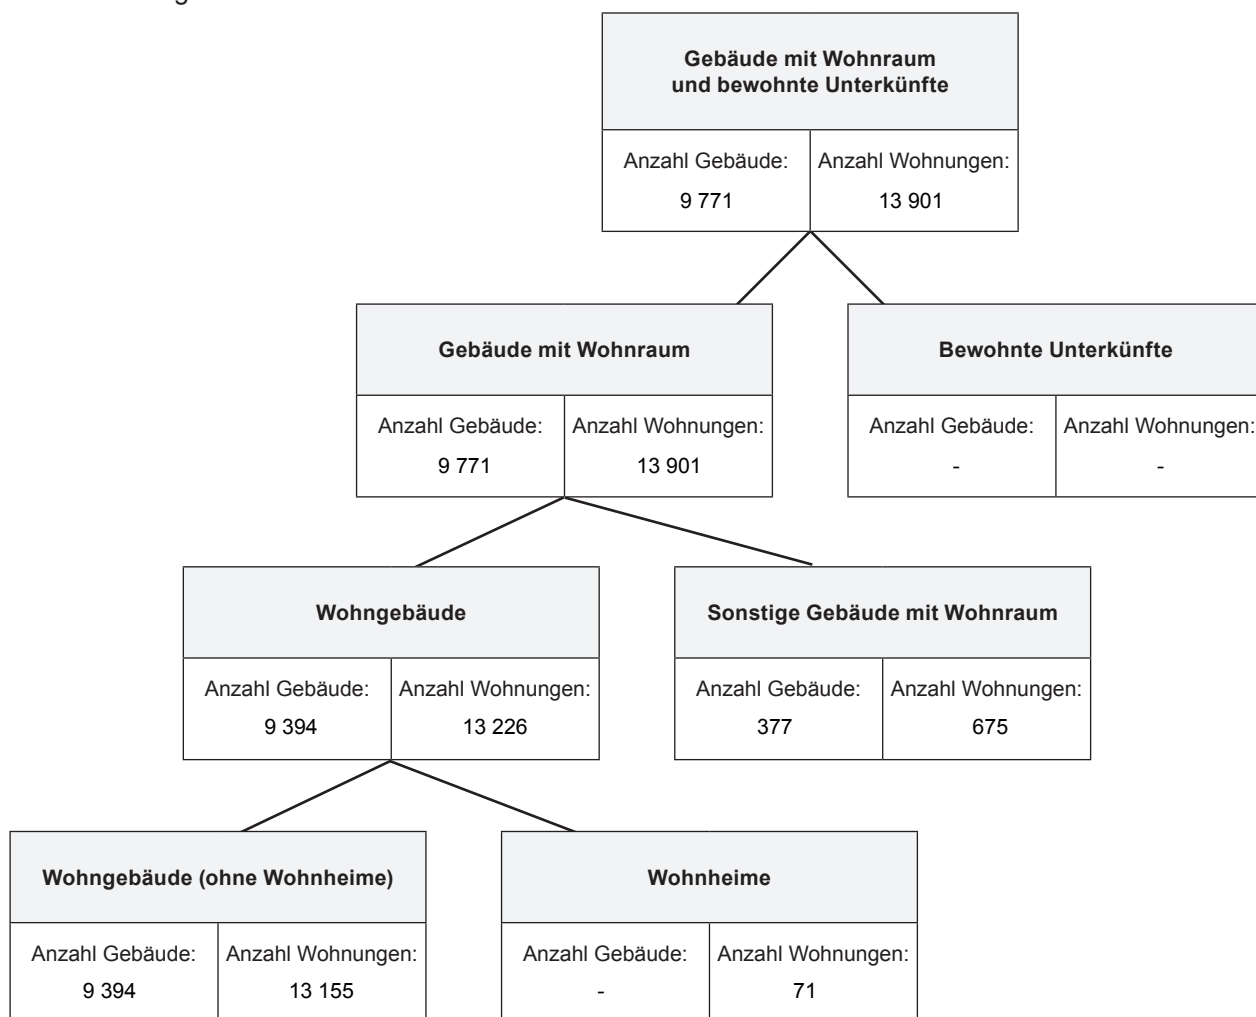 Gebäude mit Wohnraum
und bewohnte Unterkünfte
Anzahl Gebäude: Anzahl Wohnungen:
9 771 13 901
Gebäude mit Wohnraum Bewohnte Unterkünfte
Anzahl Gebäude: Anzahl Wohnungen: Anzahl Gebäude: Anzahl Wohnungen:
9 771 13 901 - -
Wohngebäude Sonstige Gebäude mit Wohnraum
Anzahl Gebäude: Anzahl Wohnungen: Anzahl Gebäude: Anzahl Wohnungen:
9 394 13 226 377 675
Wohngebäude (ohne Wohnheime) Wohnheime
Anzahl Gebäude: Anzahl Wohnungen: Anzahl Gebäude: Anzahl Wohnungen:
9 394 13 155 - 71